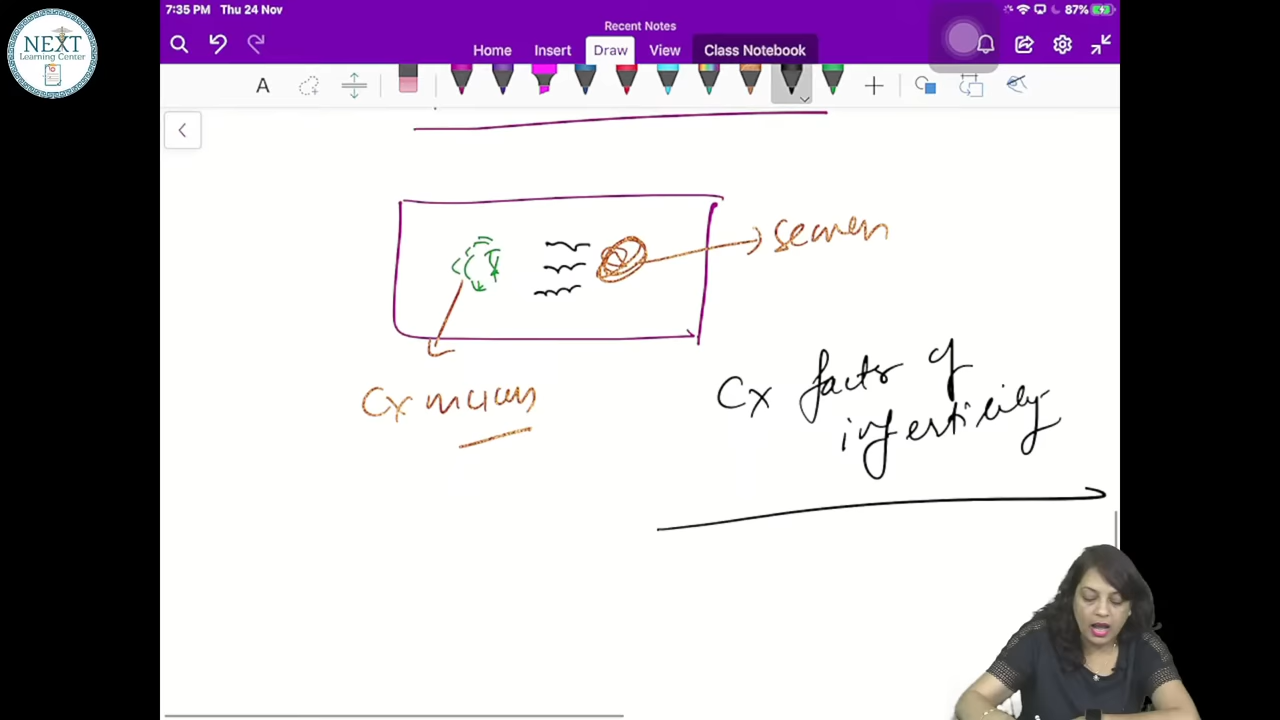 7:35 PM Thu 24 Nov
87%
Recent Notes
NEXT
Learning Center
Home Insert Draw View Class Notebook
A
semen
Cx mucus
Cx factor of
infertility